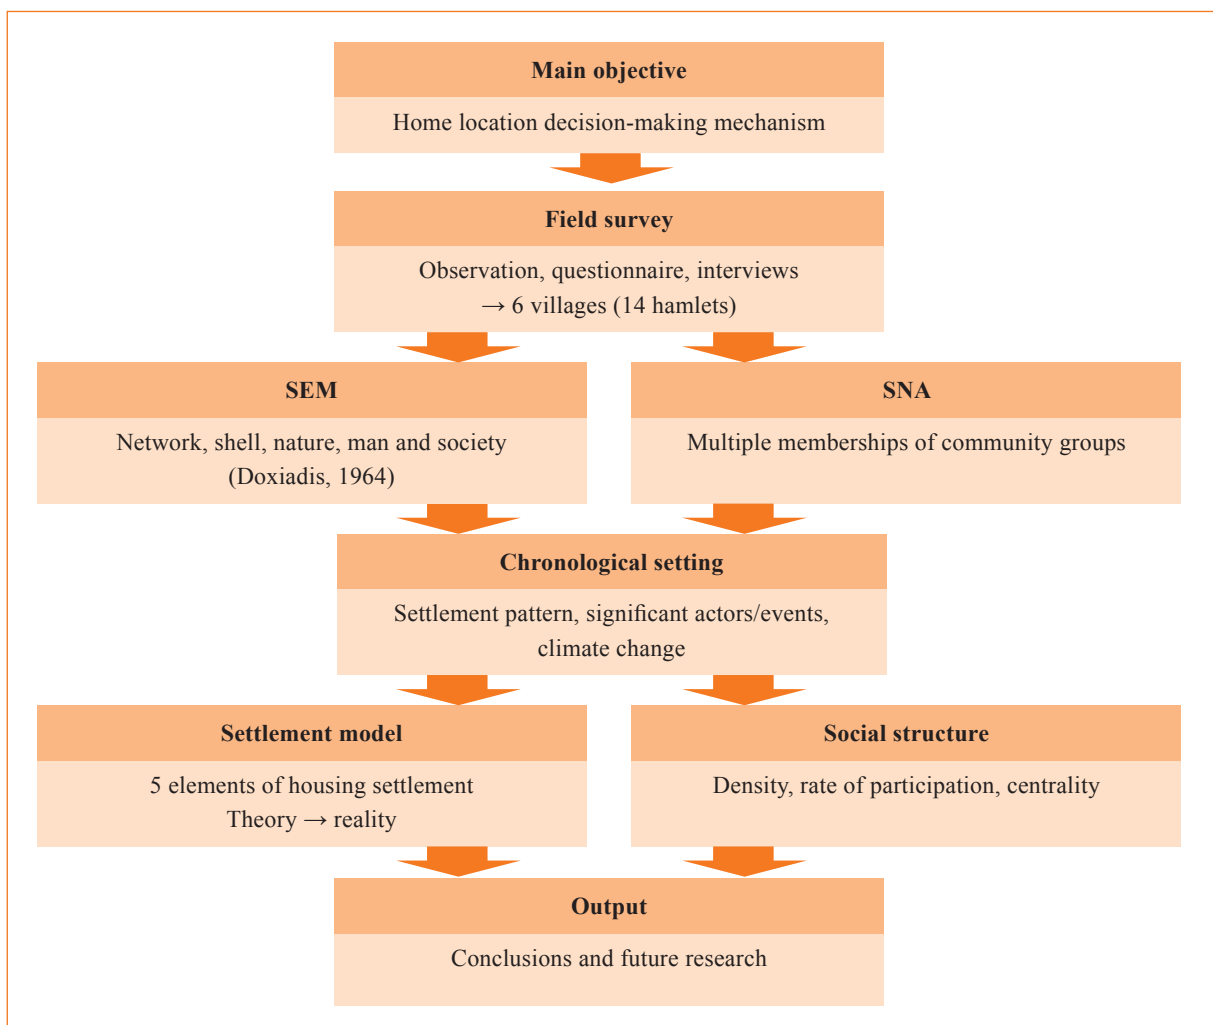 Main objective
Home location decision-making mechanism
Field survey
Observation, questionnaire, interviews
→ 6 villages (14 hamlets)
SEM
Network, shell, nature, man and society
(Doxiadis, 1964)
SNA
Multiple memberships of community groups
Chronological setting
Settlement pattern, significant actors/events,
climate change
Settlement model
5 elements of housing settlement
Theory → reality
Social structure
Density, rate of participation, centrality
Output
Conclusions and future research